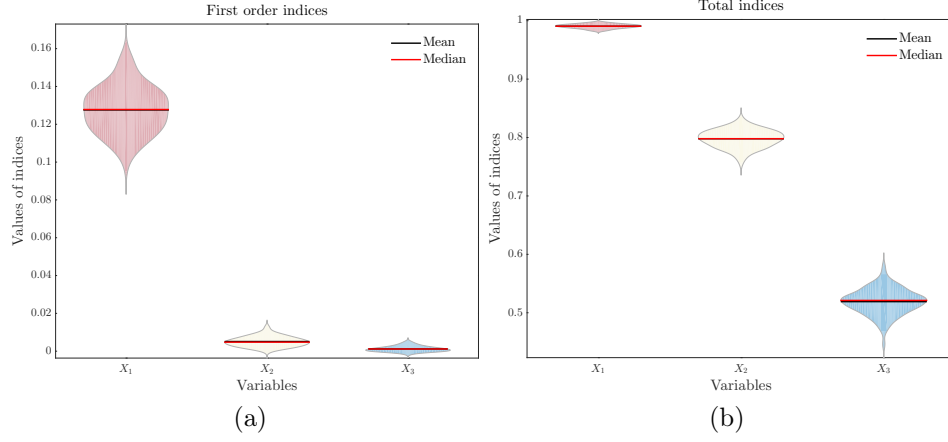 First order indices
0.16
0.14
0.12
0.1
0.08
0.06
0.04
0.02
0
Values of indices
Mean
Median
X1
X2
X3
Variables
(a)
Total indices
1
0.9
0.8
0.7
0.6
0.5
Values of indices
Mean
Median
X1
X2
X3
Variables
(b)